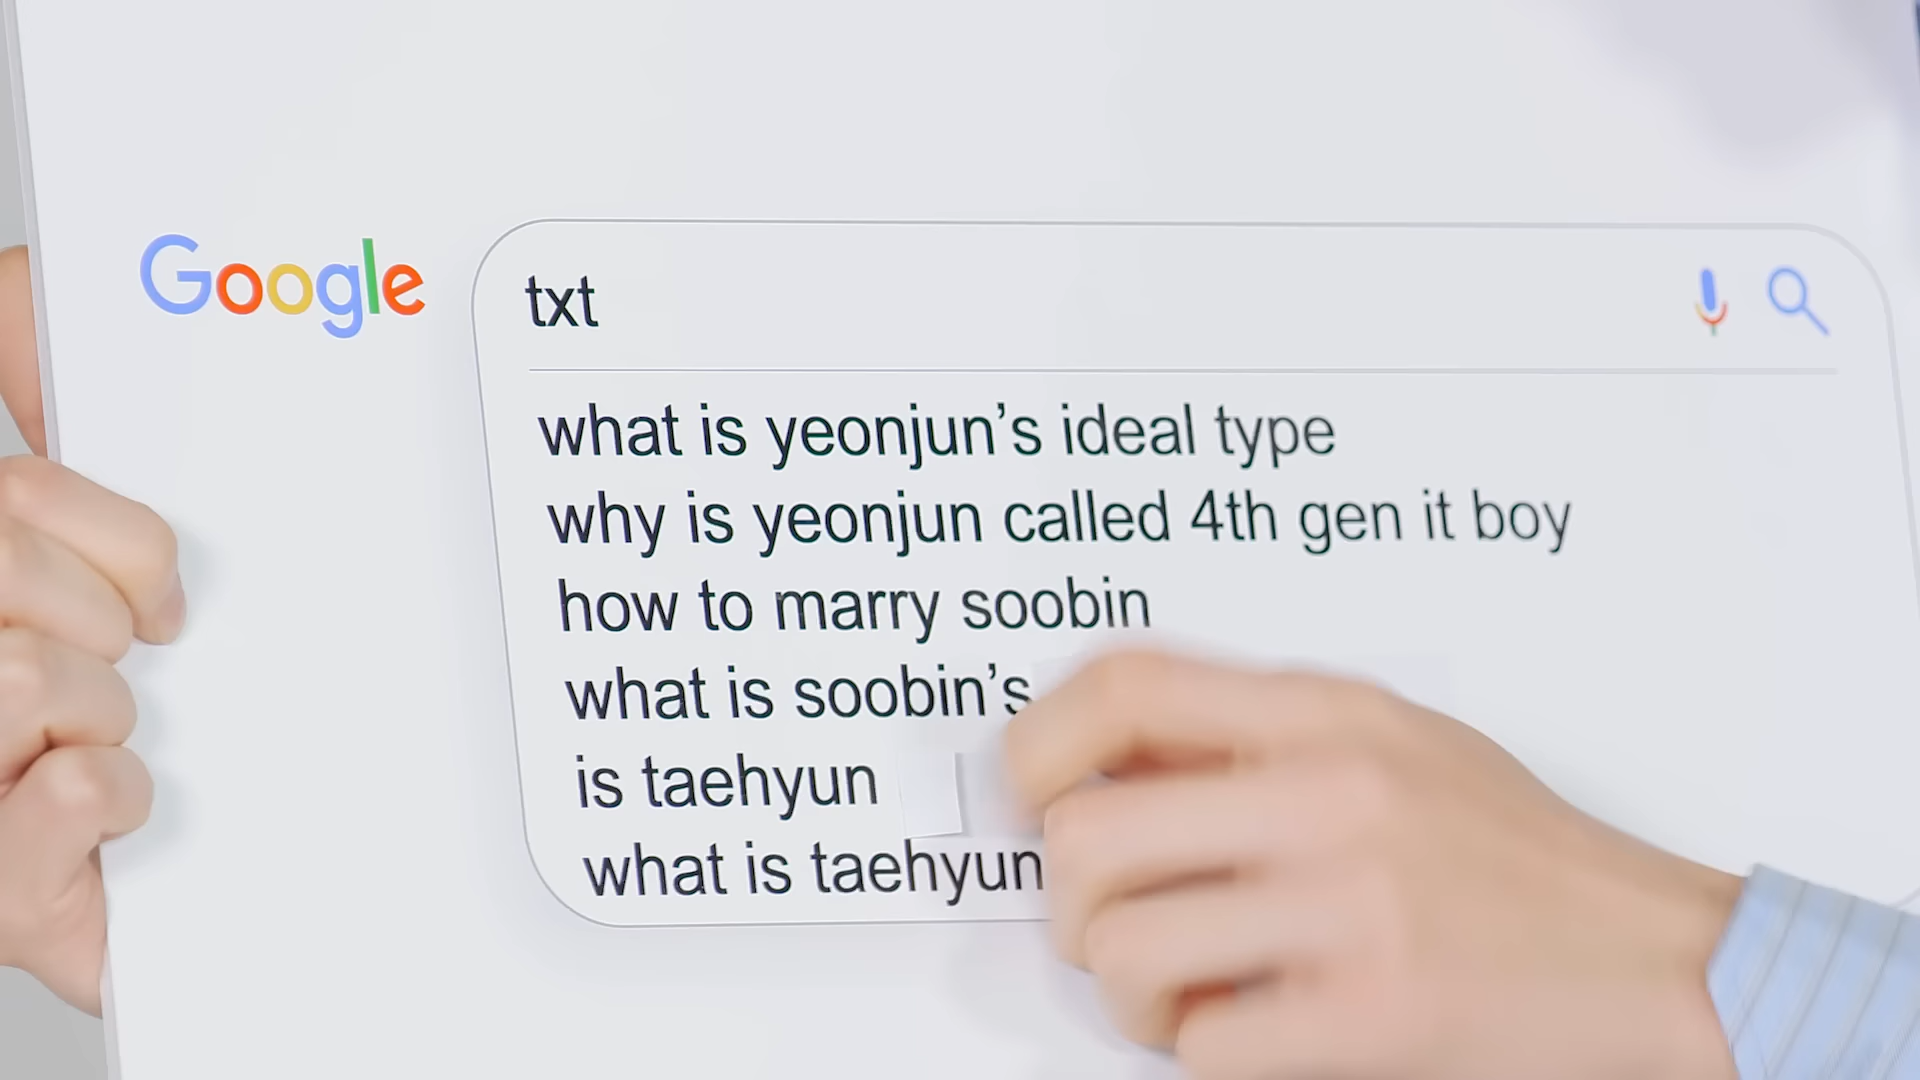 Google
txt
what is yeonjun's ideal type
why is yeonjun called 4th gen it boy
how to marry soobin
what is soobin's
is taehyun
what is taehyun